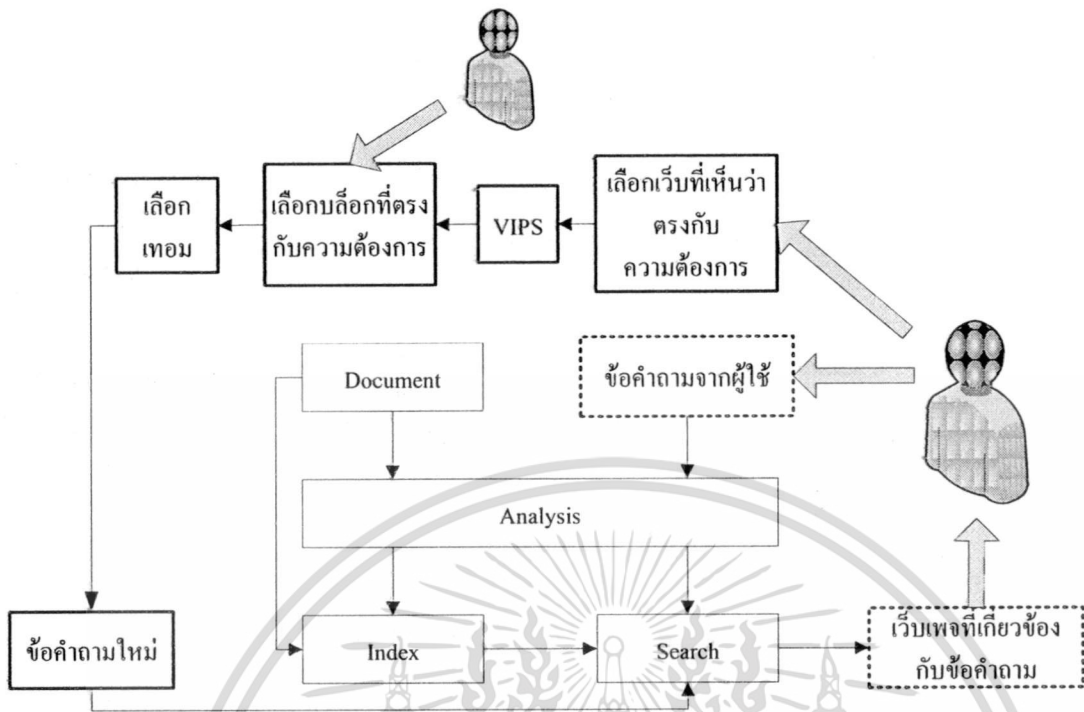 เลือก
เทอม
เลือกบล็อกที่ตรง
กับความต้องการ
VIPS
เลือกเว็บที่เห็นว่า
ตรงกับ
ความต้องการ
Document
ข้อคำถามจากผู้ใช้
Analysis
ข้อคำถามใหม่
Index
Search
เว็บเพจที่เกี่ยวข้อง
กับข้อคำถาม